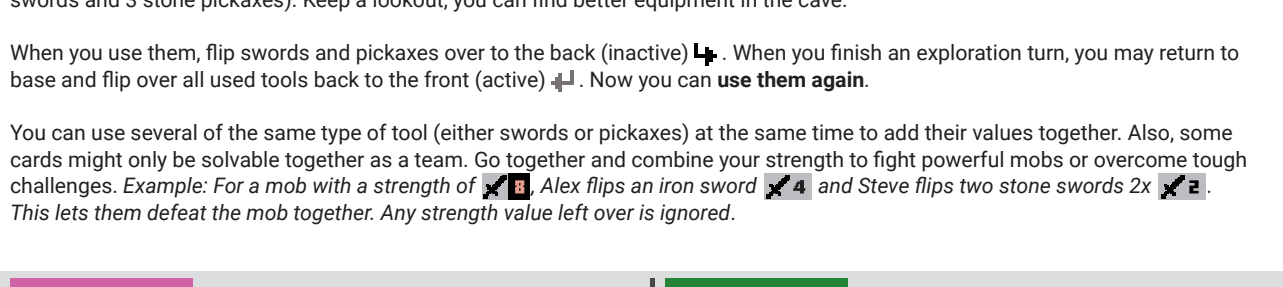 swords and 3 stone pickaxes). Keep a lookout, you can find better equipment in the cave.
When you use them, flip swords and pickaxes over to the back (inactive) . When you finish an exploration turn, you may return to
base and flip over all used tools back to the front (active) . Now you can use them again.
You can use several of the same type of tool (either swords or pickaxes) at the same time to add their values together. Also, some
cards might only be solvable together as a team. Go together and combine your strength to fight powerful mobs or overcome tough
challenges. Example: For a mob with a strength of 8, Alex flips an iron sword 4 and Steve flips two stone swords 2x 2 .
This lets them defeat the mob together. Any strength value left over is ignored.